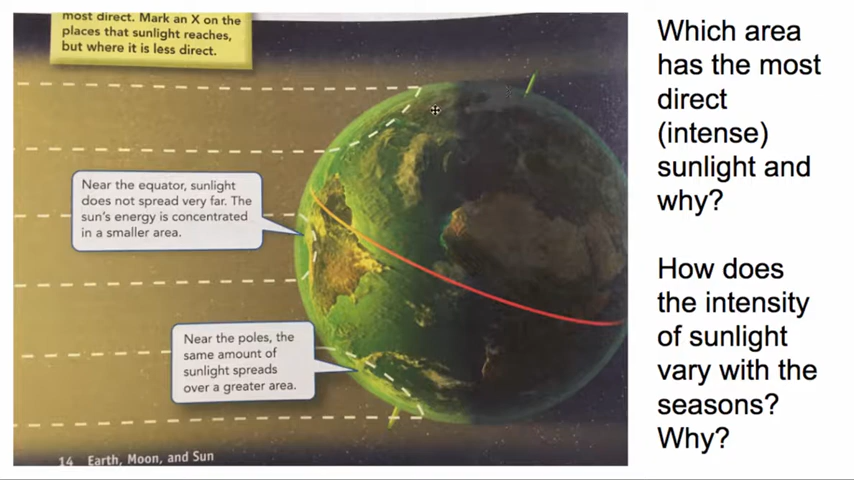 most direct. Mark an X on the
places that sunlight reaches,
but where it is less direct.
Near the equator, sunlight
does not spread very far. The
sun's energy is concentrated
in a smaller area.
Near the poles, the
same amount of
sunlight spreads
over a greater area.
14 Earth, Moon, and Sun
Which area
has the most
direct
(intense)
sunlight and
why?
How does
the intensity
of sunlight
vary with the
seasons?
Why?